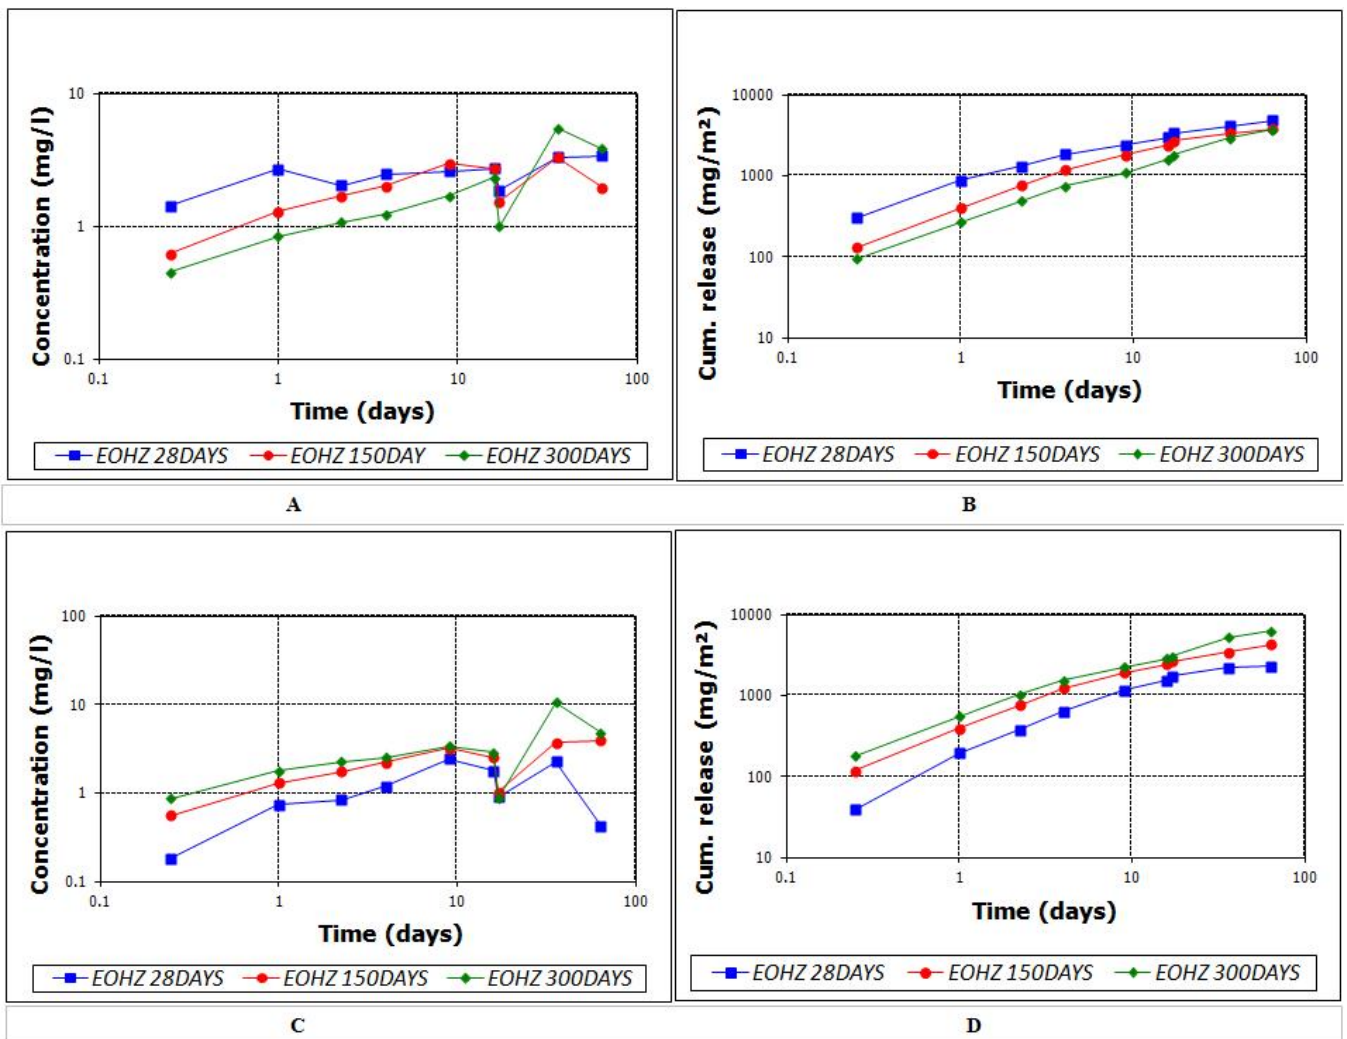 Concentration (mg/l)
10
1
0.1
0.1
1
10
100
Time (days)
EOHZ 28DAYS
EOHZ 150DAY
EOHZ 300DAYS
Cum. release (mg/m²)
10000
1000
100
10
0.1
1
10
100
Time (days)
EOHZ 28DAYS
EOHZ 150DAYS
EOHZ 300DAYS
A
B
Concentration (mg/l)
100
10
1
0.1
0.1
1
10
100
Time (days)
EOHZ 28DAYS
EOHZ 150DAYS
EOHZ 300DAYS
Cum. release (mg/m²)
10000
1000
100
10
0.1
1
10
100
Time (days)
EOHZ 28DAYS
EOHZ 150DAYS
EOHZ 300DAYS
C
D